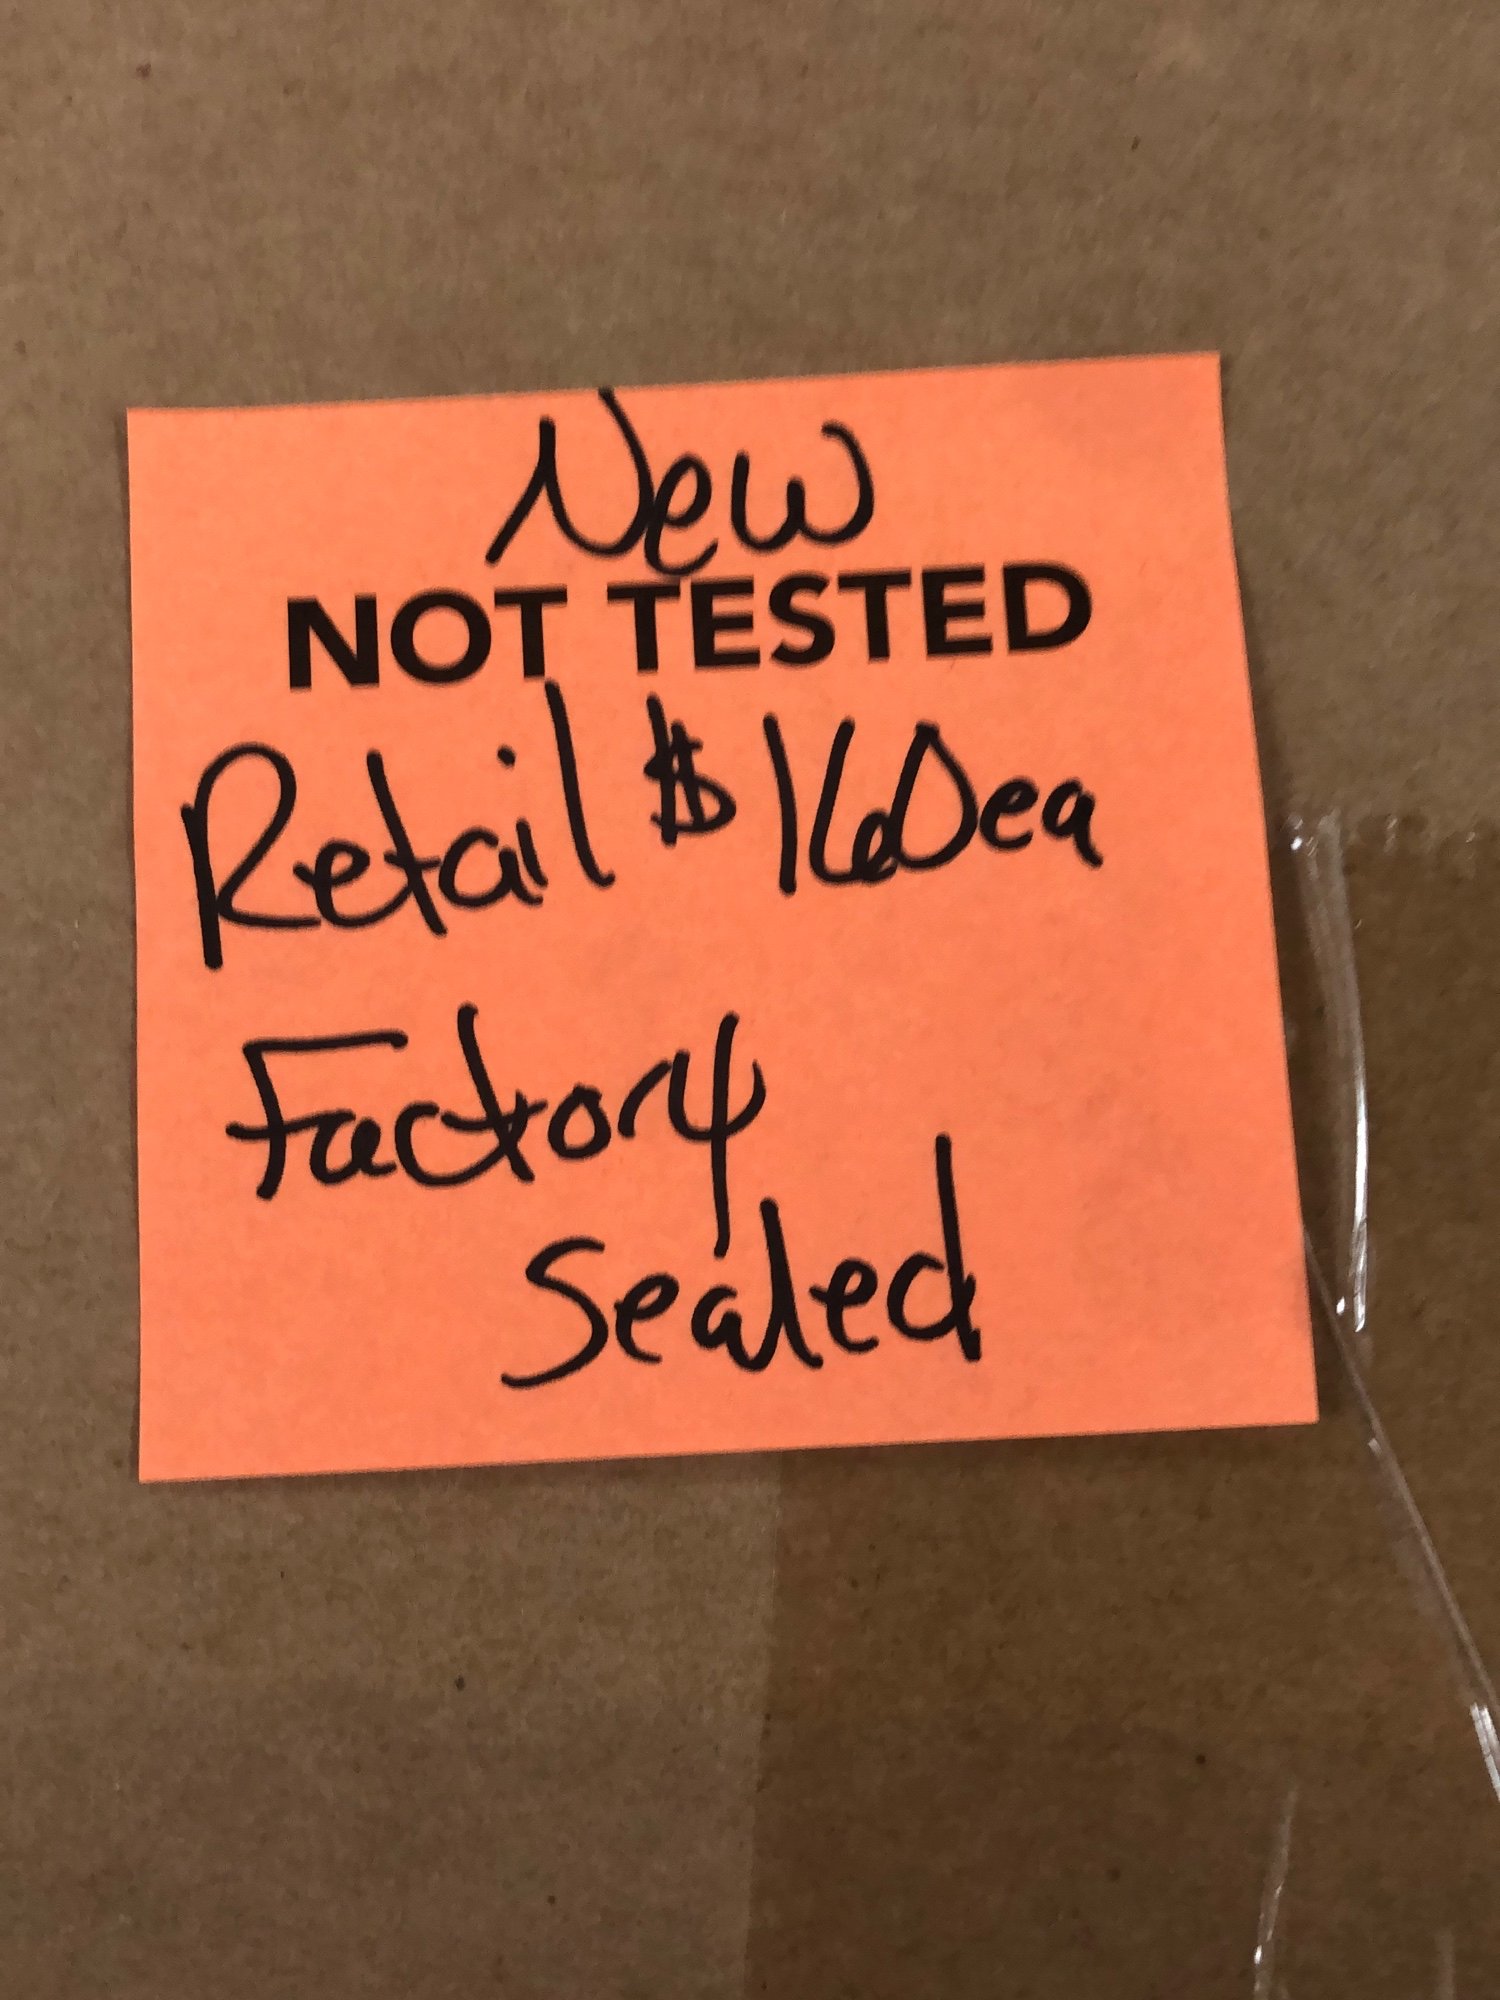 New
NOT TESTED
Retail $160ea
Factory
Sealed